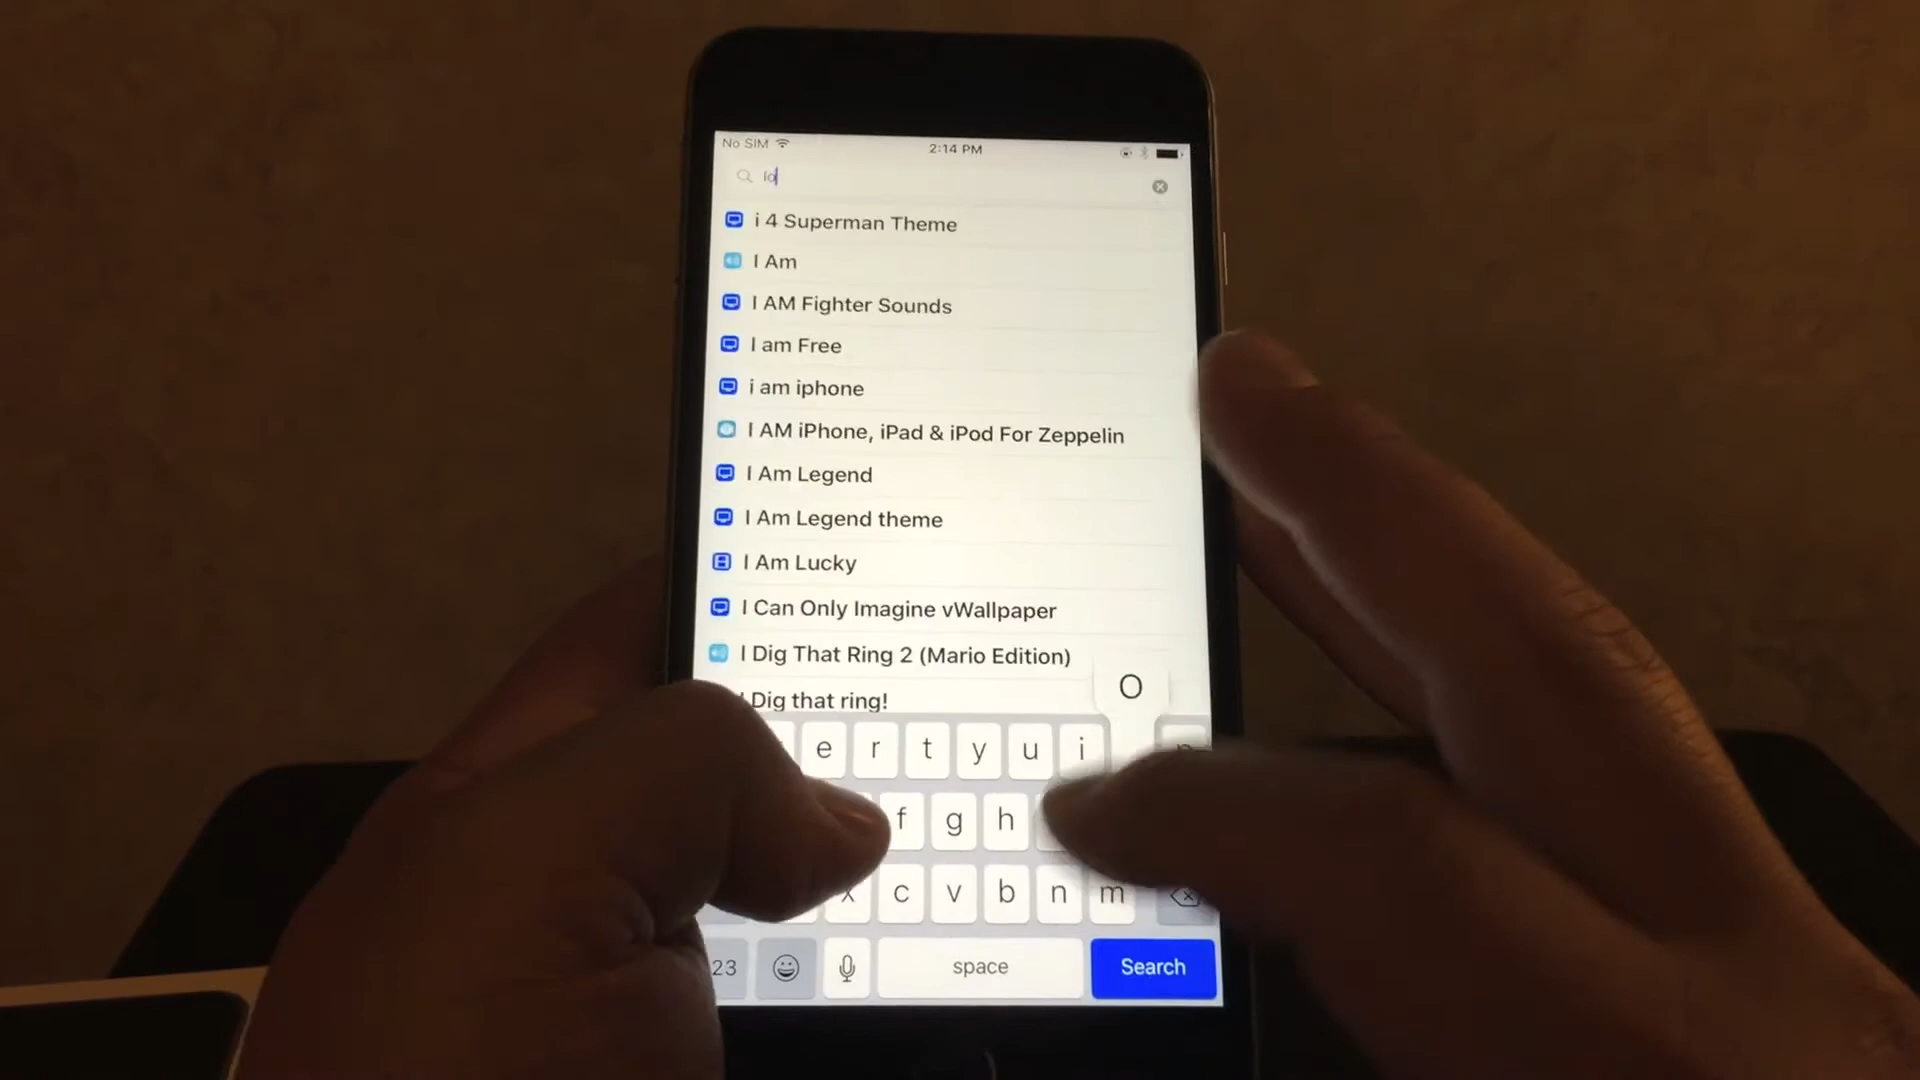 No SIM 2:14 PM
lo
i 4 Superman Theme
I Am
I AM Fighter Sounds
I am Free
i am iphone
I AM iPhone, iPad & iPod For Zeppelin
I Am Legend
I Am Legend theme
I Am Lucky
I Can Only Imagine vWallpaper
I Dig That Ring 2 (Mario Edition)
I Dig that ring!
O
e r t y u i p
f g h
x c v b n m
23 space Search